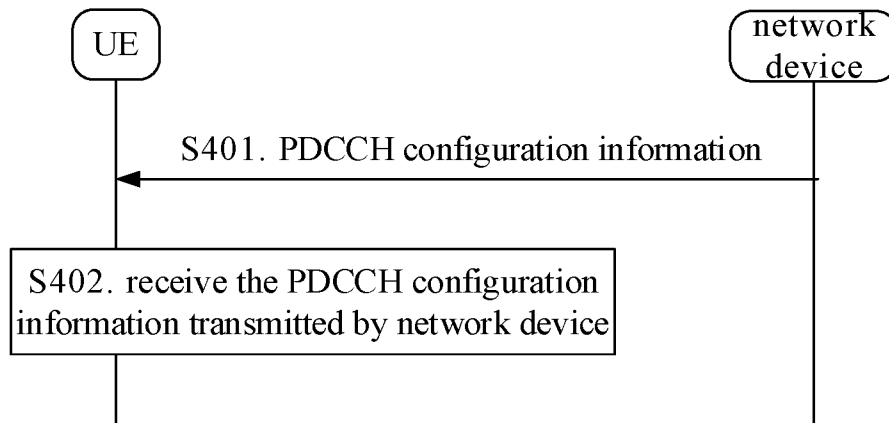 UE
network
device
S401. PDCCH configuration information
S402. receive the PDCCH configuration
information transmitted by network device